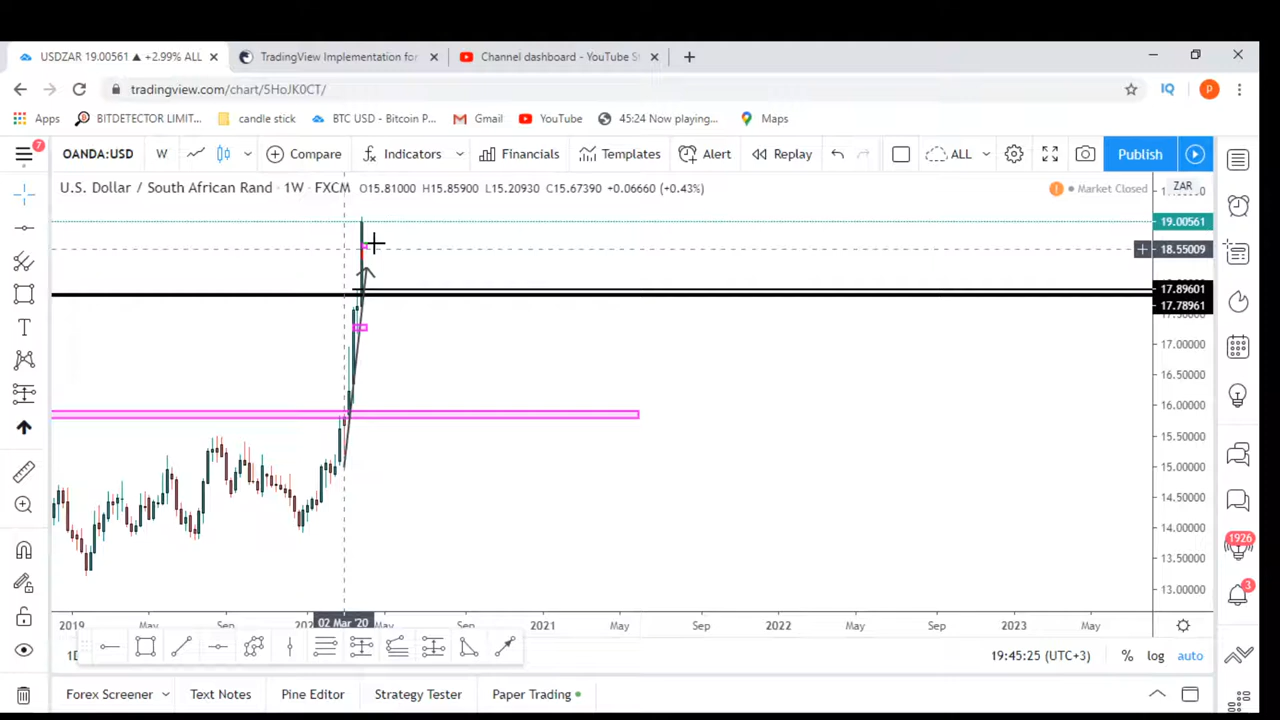 USDZAR 19.00561 ▲ +2.99% ALL
TradingView Implementation for
Channel dashboard - YouTube S
tradingview.com/chart/SHoJK0CT/
IQ
P
Apps
BITDETECTOR LIMIT...
candle stick
BTC USD - Bitcoin P...
Gmail
YouTube
45:24 Now playing...
Maps
7
OANDA:USD
W
Compare
Indicators
Financials
Templates
Alert
Replay
ALL
Publish
U.S. Dollar / South African Rand · 1W · FXCM O15.81000 H15.85900 L15.20930 C15.67390 +0.06660 (+0.43%)
Market Closed
ZAR
19.00561
18.55009
17.89601
17.78961
17.00000
16.50000
16.00000
15.50000
15.00000
14.50000
14.00000
13.50000
13.00000
2019
May
Sep
02 Mar '20
May
Sep
2021
May
Sep
2022
May
Sep
2023
May
19:45:25 (UTC+3)
%
log
auto
Forex Screener
Text Notes
Pine Editor
Strategy Tester
Paper Trading
1926
3